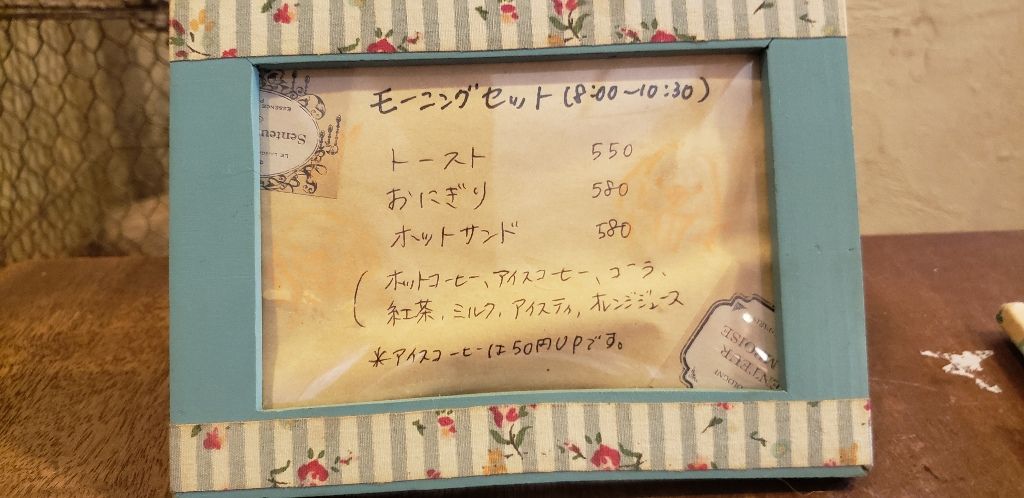 モーニングセット(8:00〜10:30)
トースト 550
おにぎり 580
ホットサンド 580
(ホットコーヒー、アイスコーヒー、コーラ、
紅茶、ミルク、アイスティ、オレンジジュース
※アイスコーヒーは50円UPです。
Senteu